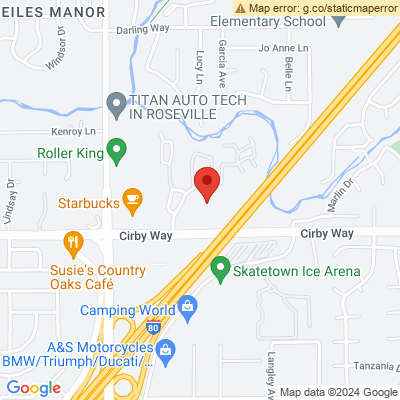 EILES MANOR
Windsor Dr
Darling Way
Elementary School
Map error: g.co/staticmaperror
Lucy Ln
Garcia Ave
Jo Anne Ln
Belle Ln
TITAN AUTO TECH
IN ROSEVILLE
Kenroy Ln
Roller King
Lindsay Dr
Starbucks
Marlin Dr
Cirby Way
Cirby Way
Susie's Country
Oaks Café
Skatetown Ice Arena
Camping World
80
A&S Motorcycles
BMW/Triumph/Ducati/...
Langley Av
Tanzania D
Google
Map data ©2024 Google